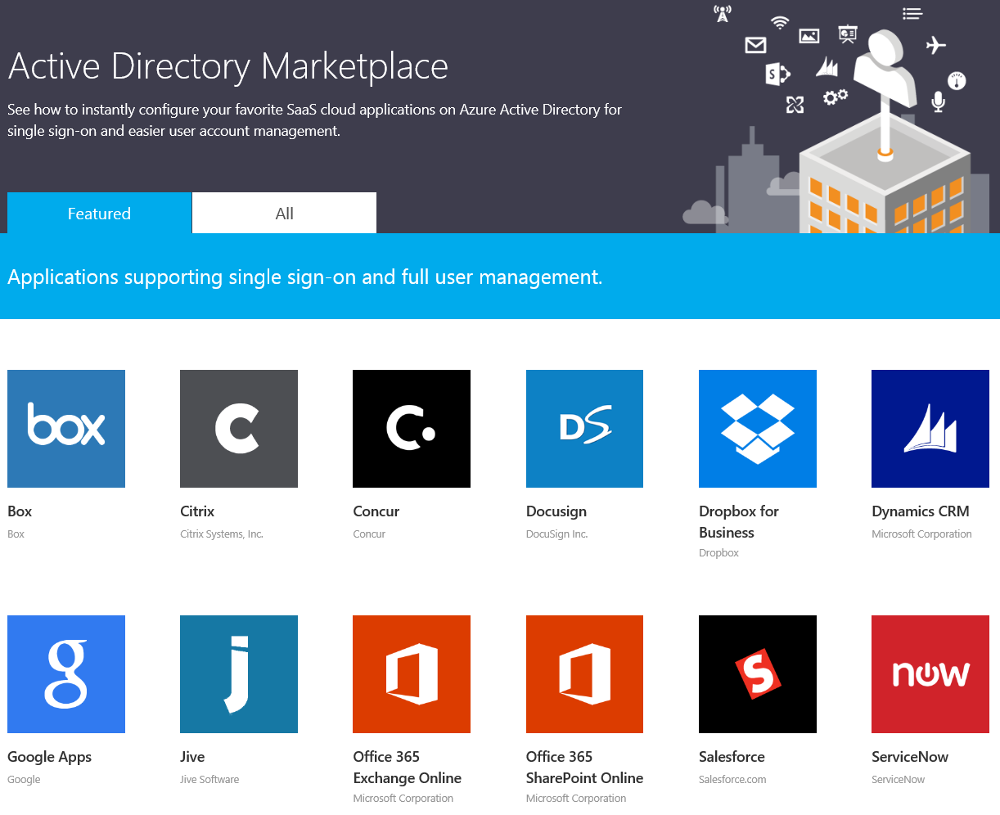 Active Directory Marketplace
See how to instantly configure your favorite SaaS cloud applications on Azure Active Directory for
single sign-on and easier user account management.
S
Featured
All
Applications supporting single sign-on and full user management.
box
C
C.
DS
Box
Citrix
Concur
Docusign
Dropbox for
Business
Dynamics CRM
Box
Citrix Systems, Inc.
Concur
DocuSign Inc.
Dropbox
Microsoft Corporation
g
j
S
now
Google Apps
Jive
Office 365
Exchange Online
Office 365
SharePoint Online
Salesforce
ServiceNow
Google
Jive Software
Microsoft Corporation
Microsoft Corporation
Salesforce.com
ServiceNow